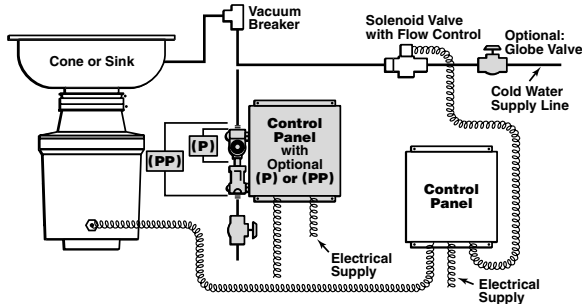 Vacuum
Breaker
Cone or Sink
Solenoid Valve
with Flow Control
Optional:
Globe Valve
Cold Water
Supply Line
(PP)
(P)
Control
Panel
with
Optional
(P) or (PP)
Control
Panel
Electrical
Supply
Electrical
Supply